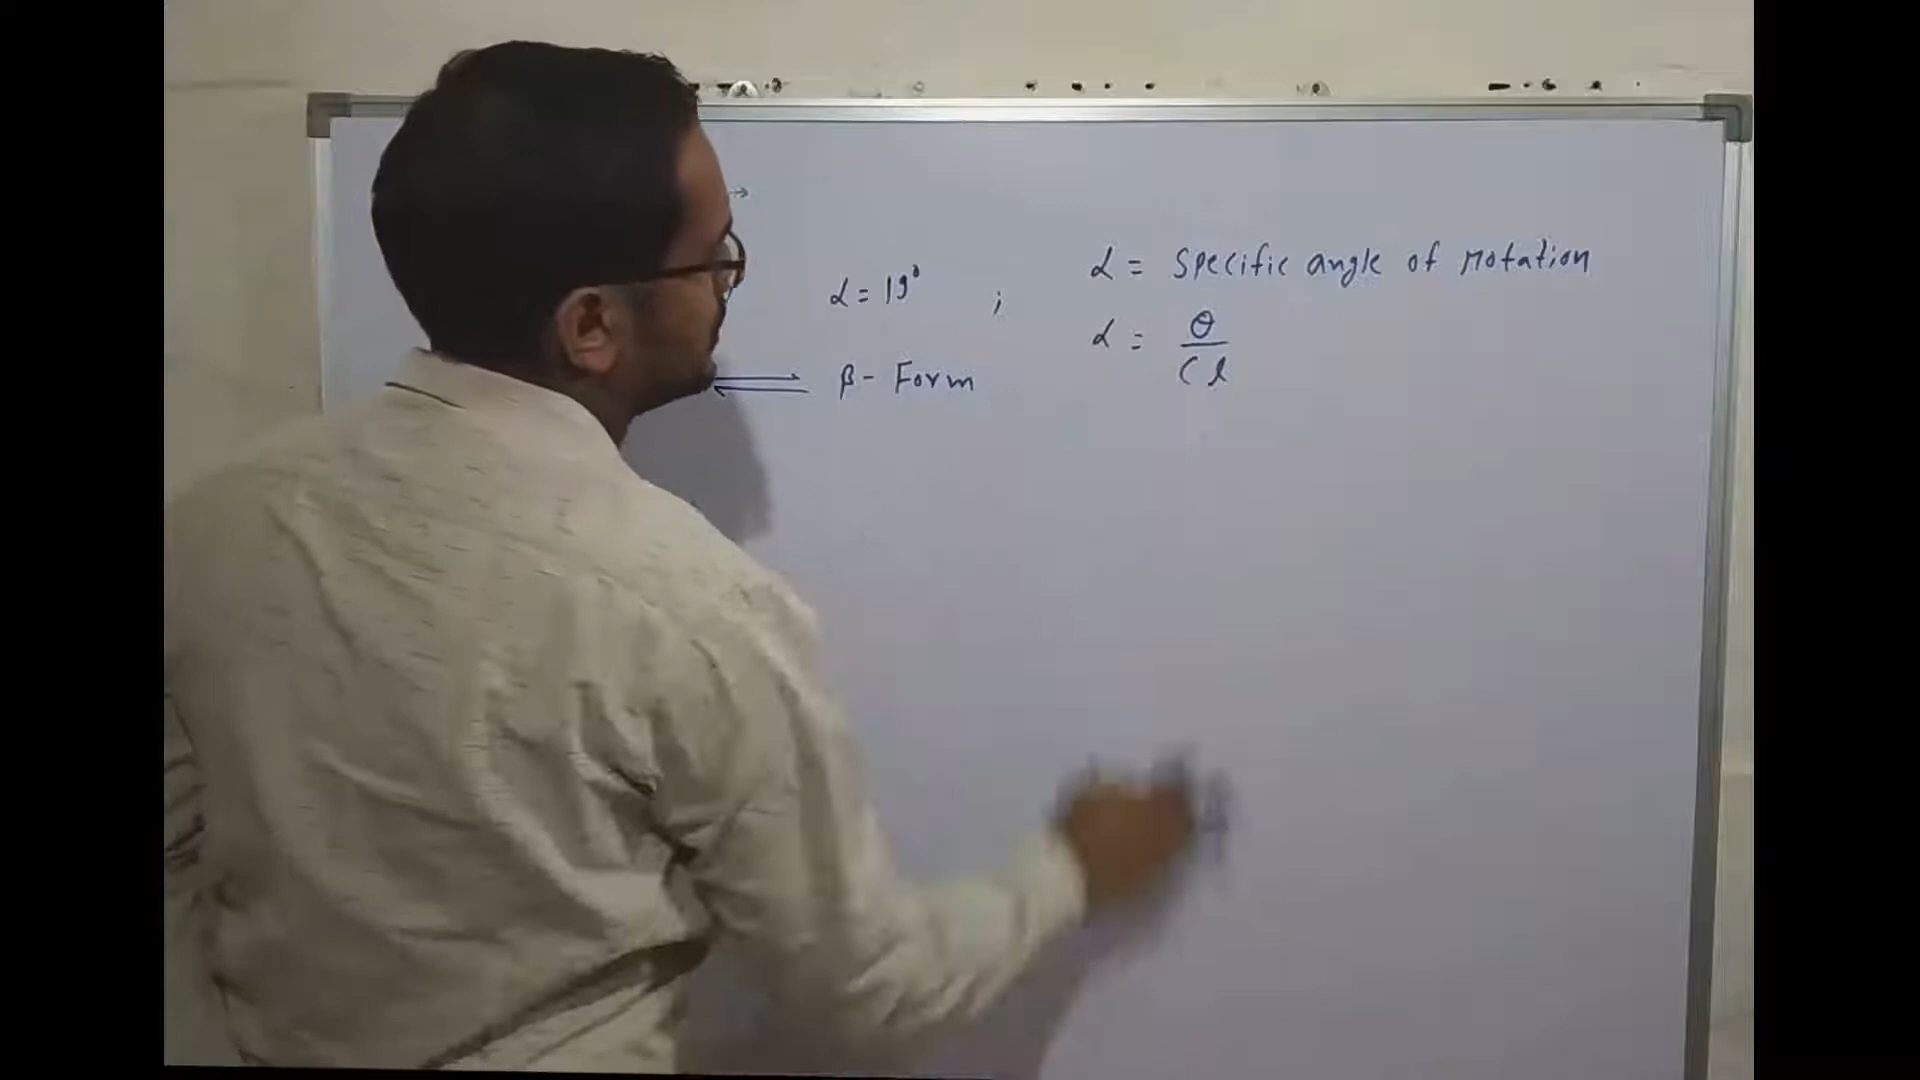 →
α = 19°
;
⇌ β- Form
α = Specific angle of rotation
α = θ / Cl